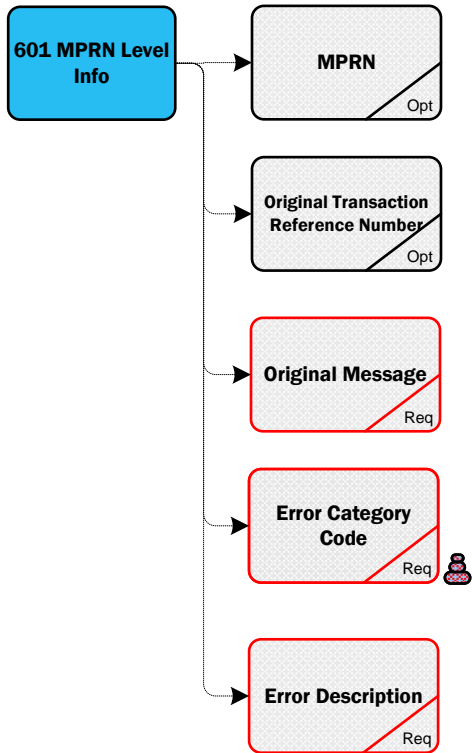 601 MPRN Level
Info
MPRN
Opt
Original Transaction
Reference Number
Opt
Original Message
Req
Error Category
Code
Req
Error Description
Req